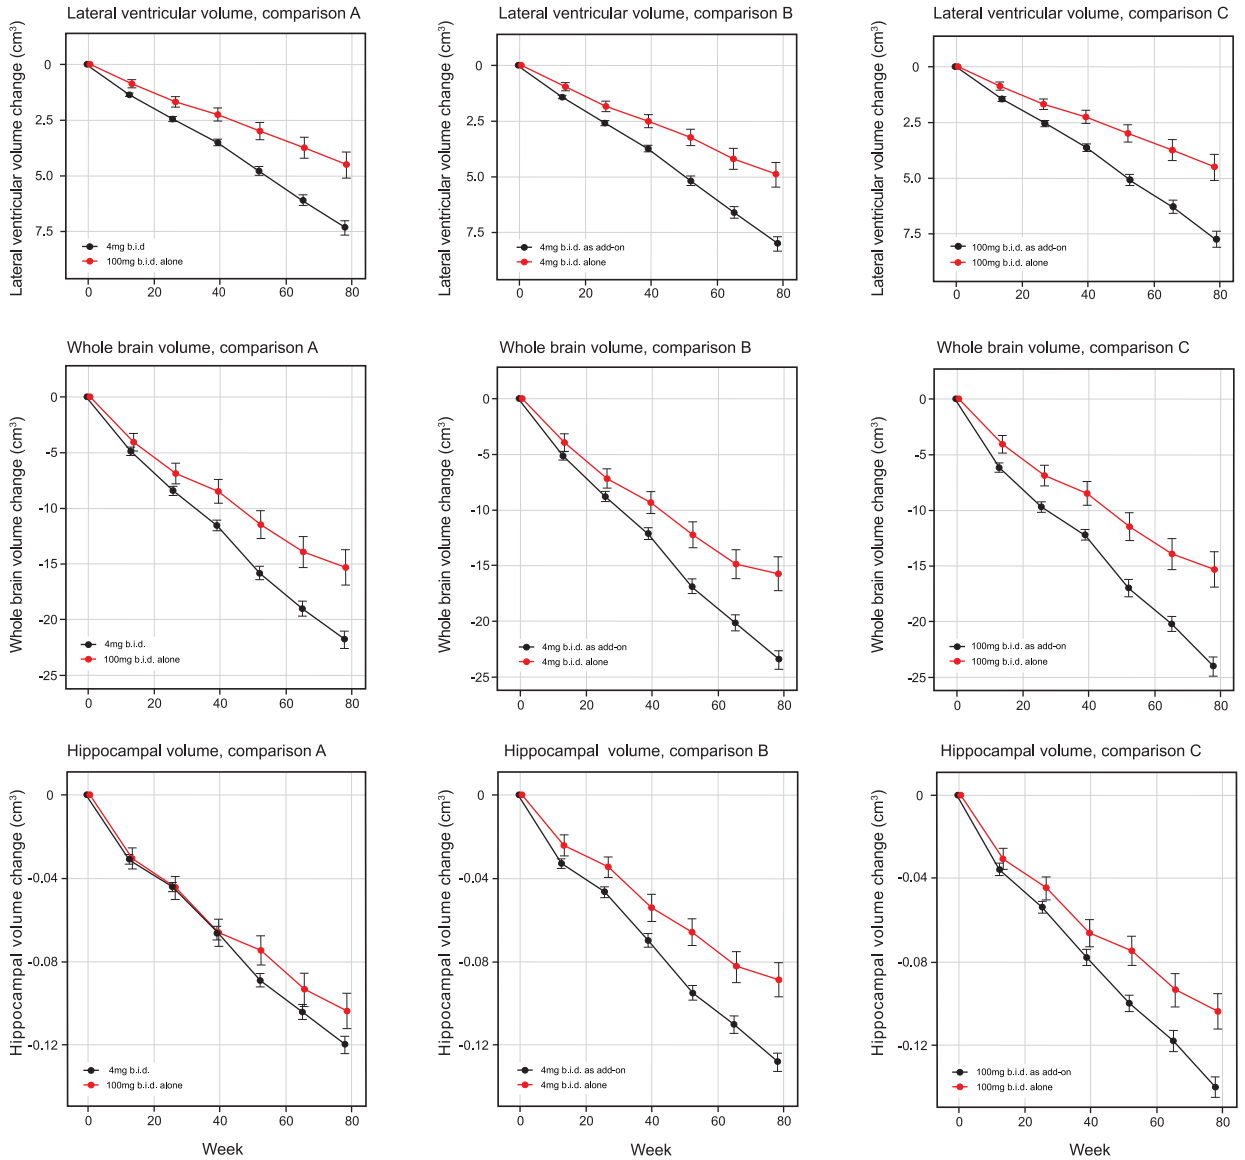 Lateral ventricular volume, comparison A
Lateral ventricular volume change (cm³)
0
2.5
5.0
7.5
4mg b.i.d
100mg b.i.d. alone
0 20 40 60 80
Lateral ventricular volume, comparison B
Lateral ventricular volume change (cm³)
0
2.5
5.0
7.5
4mg b.i.d. as add-on
4mg b.i.d. alone
0 20 40 60 80
Lateral ventricular volume, comparison C
Lateral ventricular volume change (cm³)
0
2.5
5.0
7.5
100mg b.i.d. as add-on
100mg b.i.d. alone
0 20 40 60 80
Whole brain volume, comparison A
Whole brain volume change (cm³)
0
-5
-10
-15
-20
-25
4mg b.i.d.
100mg b.i.d. alone
0 20 40 60 80
Whole brain volume, comparison B
Whole brain volume change (cm³)
0
-5
-10
-15
-20
-25
4mg b.i.d. as add-on
4mg b.i.d. alone
0 20 40 60 80
Whole brain volume, comparison C
Whole brain volume change (cm³)
0
-5
-10
-15
-20
-25
100mg b.i.d. as add-on
100mg b.i.d. alone
0 20 40 60 80
Hippocampal volume, comparison A
Hippocampal volume change (cm³)
0
-0.04
-0.08
-0.12
4mg b.i.d.
100mg b.i.d. alone
0 20 40 60 80
Week
Hippocampal volume, comparison B
Hippocampal volume change (cm³)
0
-0.04
-0.08
-0.12
4mg b.i.d. as add-on
4mg b.i.d. alone
0 20 40 60 80
Week
Hippocampal volume, comparison C
Hippocampal volume change (cm³)
0
-0.04
-0.08
-0.12
100mg b.i.d. as add-on
100mg b.i.d. alone
0 20 40 60 80
Week